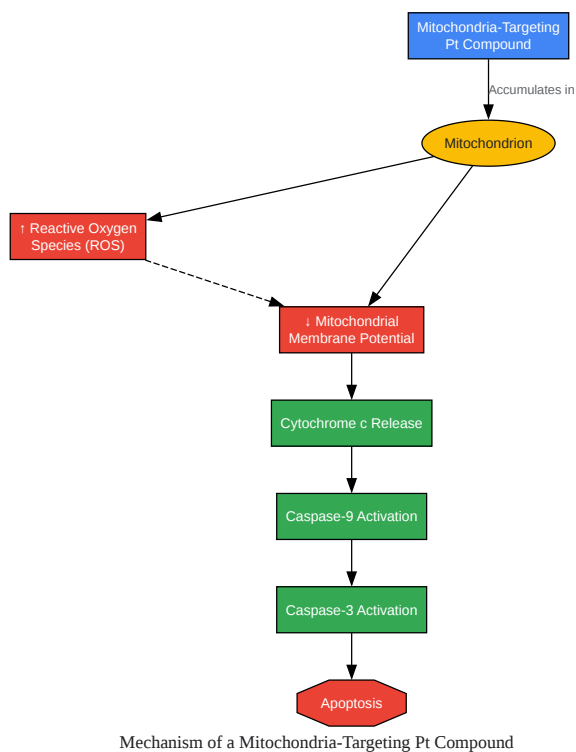 Mitochondria-Targeting
Pt Compound
Accumulates in
Mitochondrion
↑ Reactive Oxygen
Species (ROS)
↓ Mitochondrial
Membrane Potential
Cytochrome c Release
Caspase-9 Activation
Caspase-3 Activation
Apoptosis
Mechanism of a Mitochondria-Targeting Pt Compound